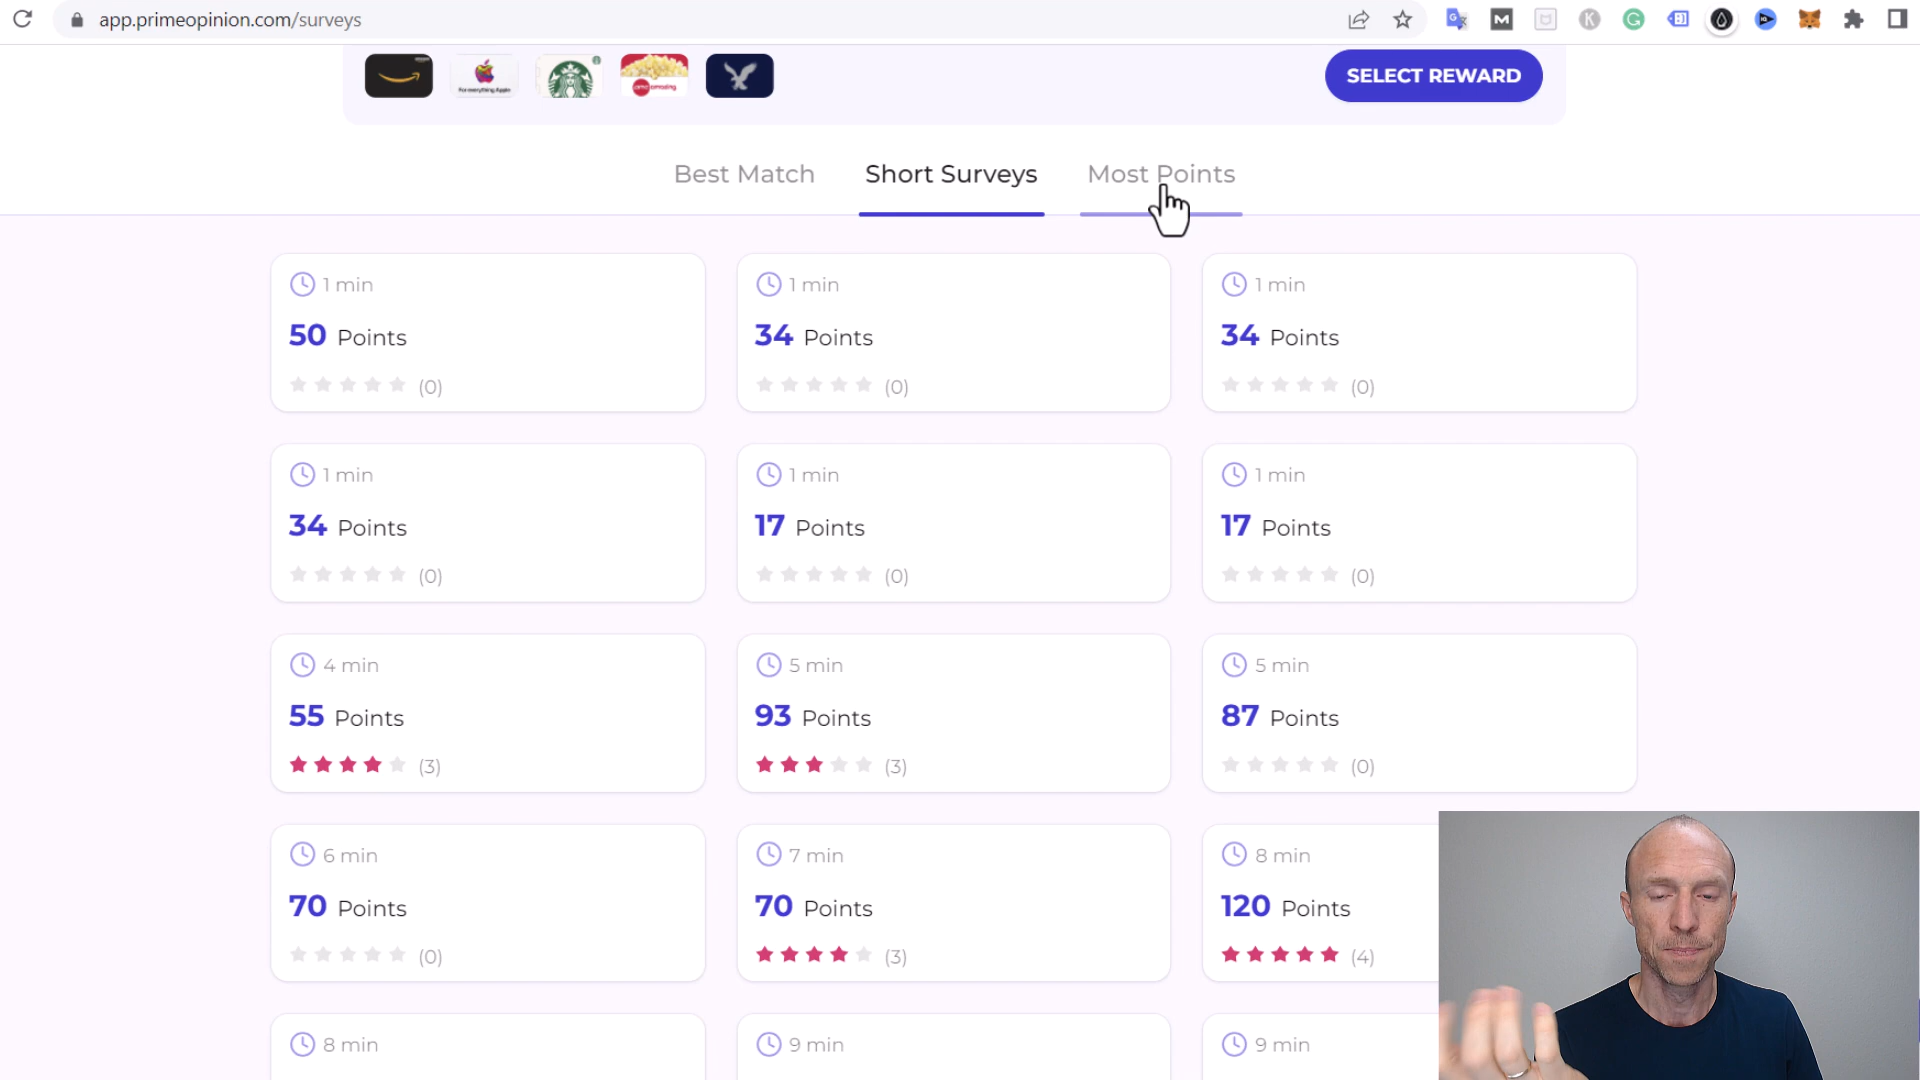 app.primeopinion.com/surveys
For everything Apple
SELECT REWARD
Best Match
Short Surveys
Most Points
1 min
1 min
1 min
50 Points
34 Points
34 Points
(0)
(0)
(0)
1 min
1 min
1 min
34 Points
17 Points
17 Points
(0)
(0)
(0)
4 min
5 min
5 min
55 Points
93 Points
87 Points
(3)
(3)
(0)
6 min
7 min
8 min
70 Points
70 Points
120 Points
(0)
(3)
(4)
8 min
9 min
9 min